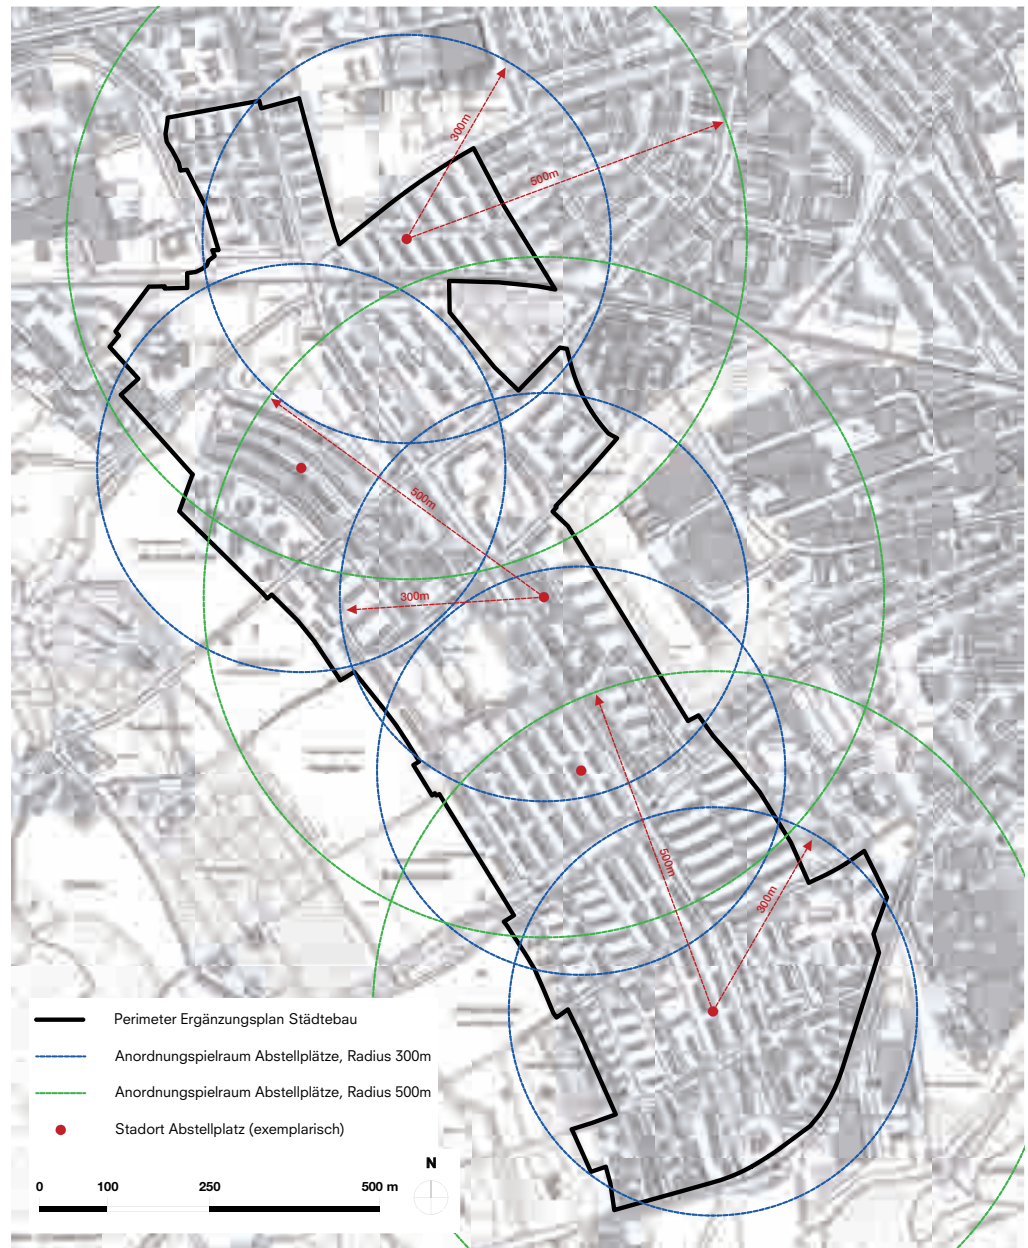 300m
500m
500m
300m
500m
300m
Perimeter Ergänzungsplan Städtebau
Anordnungspielraum Abstellplätze, Radius 300m
Anordnungspielraum Abstellplätze, Radius 500m
Stadort Abstellplatz (exemplarisch)
N
0 100 250 500 m